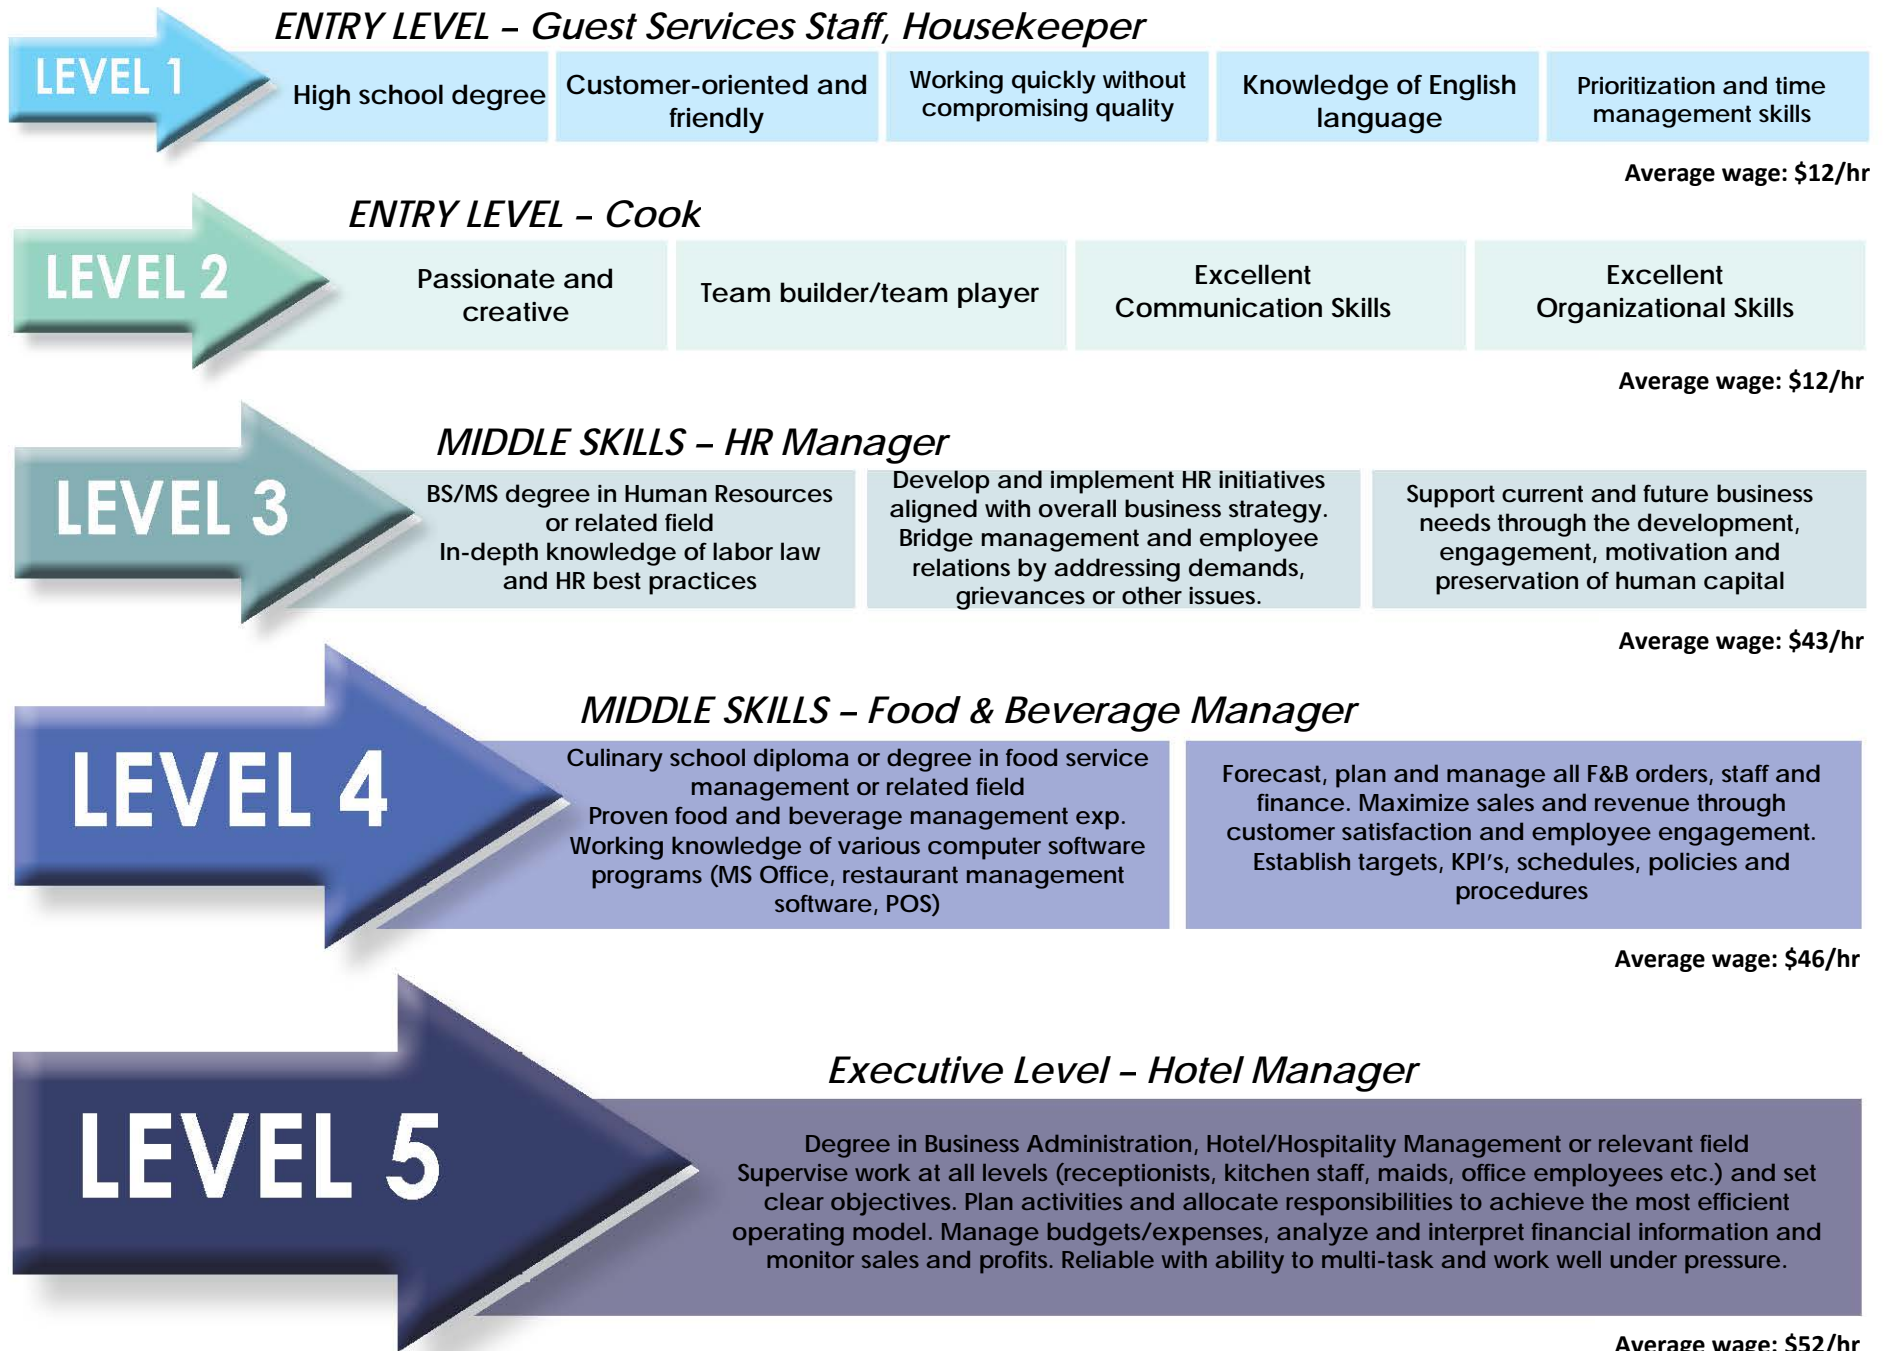 ENTRY LEVEL – Guest Services Staff, Housekeeper
LEVEL 1
High school degree
Customer-oriented and
friendly
Working quickly without
compromising quality
Knowledge of English
language
Prioritization and time
management skills
Average wage: $12/hr
ENTRY LEVEL – Cook
LEVEL 2
Passionate and
creative
Team builder/team player
Excellent
Communication Skills
Excellent
Organizational Skills
Average wage: $12/hr
MIDDLE SKILLS – HR Manager
LEVEL 3
BS/MS degree in Human Resources
or related field
In-depth knowledge of labor law
and HR best practices
Develop and implement HR initiatives
aligned with overall business strategy.
Bridge management and employee
relations by addressing demands,
grievances or other issues.
Support current and future business
needs through the development,
engagement, motivation and
preservation of human capital
Average wage: $43/hr
MIDDLE SKILLS – Food & Beverage Manager
LEVEL 4
Culinary school diploma or degree in food service
management or related field
Proven food and beverage management exp.
Working knowledge of various computer software
programs (MS Office, restaurant management
software, POS)
Forecast, plan and manage all F&B orders, staff and
finance. Maximize sales and revenue through
customer satisfaction and employee engagement.
Establish targets, KPI's, schedules, policies and
procedures
Average wage: $46/hr
Executive Level – Hotel Manager
LEVEL 5
Degree in Business Administration, Hotel/Hospitality Management or relevant field
Supervise work at all levels (receptionists, kitchen staff, maids, office employees etc.) and set
clear objectives. Plan activities and allocate responsibilities to achieve the most efficient
operating model. Manage budgets/expenses, analyze and interpret financial information and
monitor sales and profits. Reliable with ability to multi-task and work well under pressure.
Average wage: $52/hr